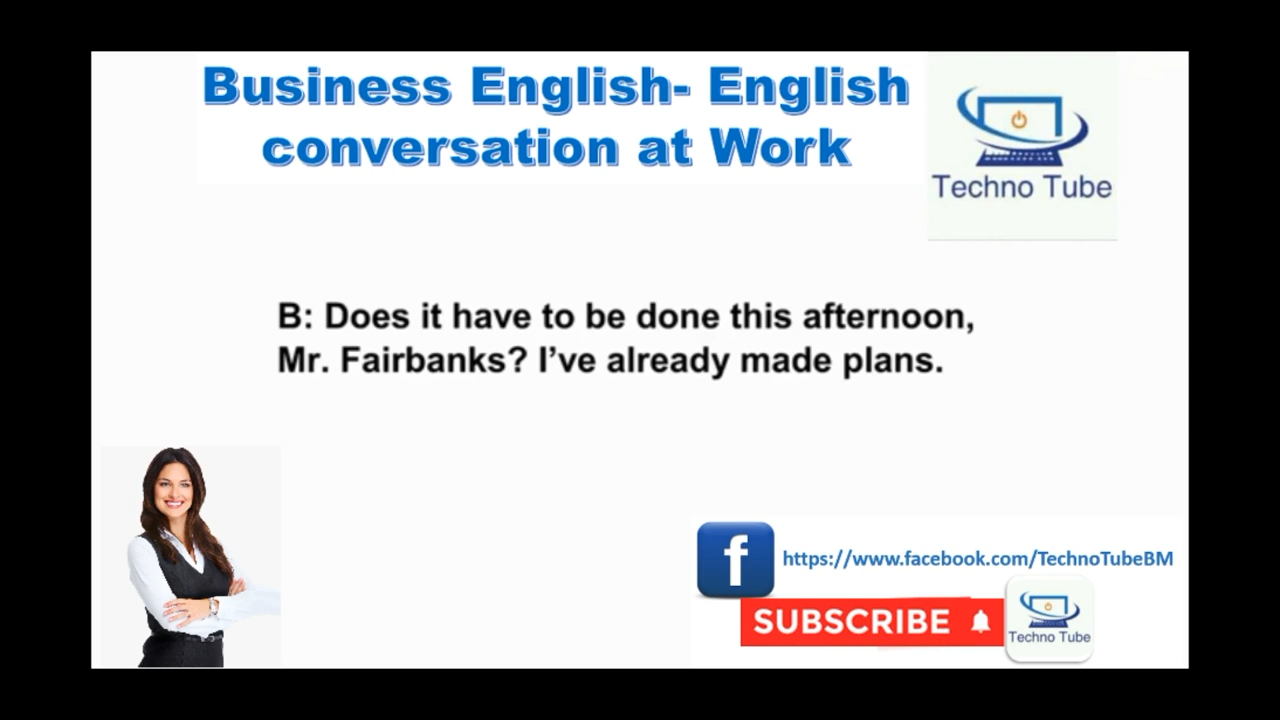 Business English- English
conversation at Work
Techno Tube
B: Does it have to be done this afternoon,
Mr. Fairbanks? I’ve already made plans.
f
https://www.facebook.com/TechnoTubeBM
SUBSCRIBE
Techno Tube